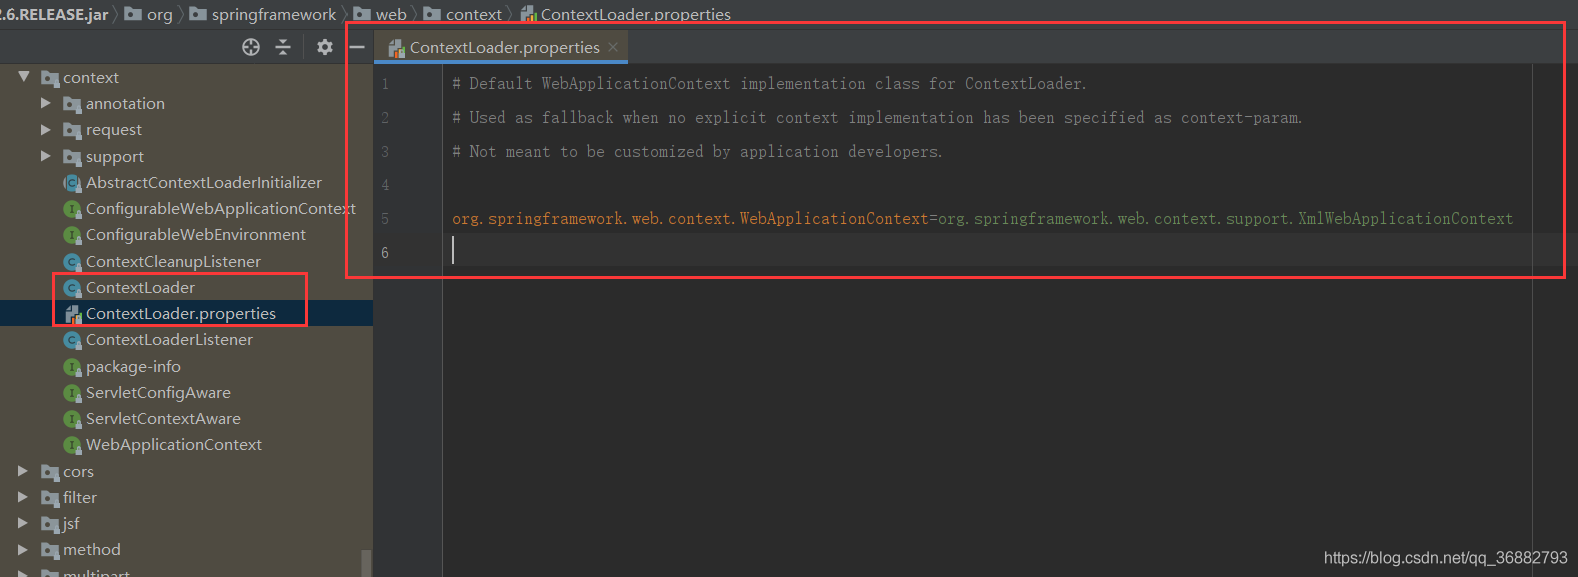 2.6.RELEASE.jar org springframework web context ContextLoader.properties
ContextLoader.properties
context
annotation
request
support
AbstractContextLoaderInitializer
ConfigurableWebApplicationContext
ConfigurableWebEnvironment
ContextCleanupListener
ContextLoader
ContextLoader.properties
ContextLoaderListener
package-info
ServletConfigAware
ServletContextAware
WebApplicationContext
cors
filter
jsf
method
multipart
1 # Default WebApplicationContext implementation class for ContextLoader.
2 # Used as fallback when no explicit context implementation has been specified as context-param.
3 # Not meant to be customized by application developers.
4
5 org.springframework.web.context.WebApplicationContext=org.springframework.web.context.support.XmlWebApplicationContext
6
https://blog.csdn.net/qq_36882793